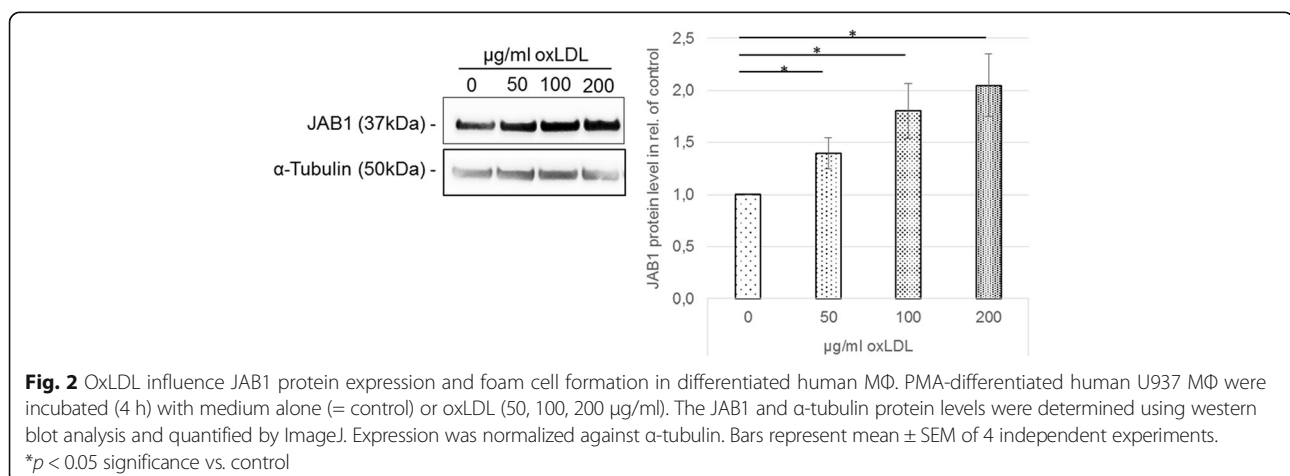 µg/ml oxLDL
0 50 100 200
JAB1 (37kDa) -
α-Tubulin (50kDa) -
JAB1 protein level in rel. of control
2,5
2,0
1,5
1,0
0,5
0,0
*
*
*
0 50 100 200
µg/ml oxLDL
Fig. 2 OxLDL influence JAB1 protein expression and foam cell formation in differentiated human MΦ. PMA-differentiated human U937 MΦ were
incubated (4 h) with medium alone (= control) or oxLDL (50, 100, 200 µg/ml). The JAB1 and α-tubulin protein levels were determined using western
blot analysis and quantified by ImageJ. Expression was normalized against α-tubulin. Bars represent mean ± SEM of 4 independent experiments.
*p < 0.05 significance vs. control